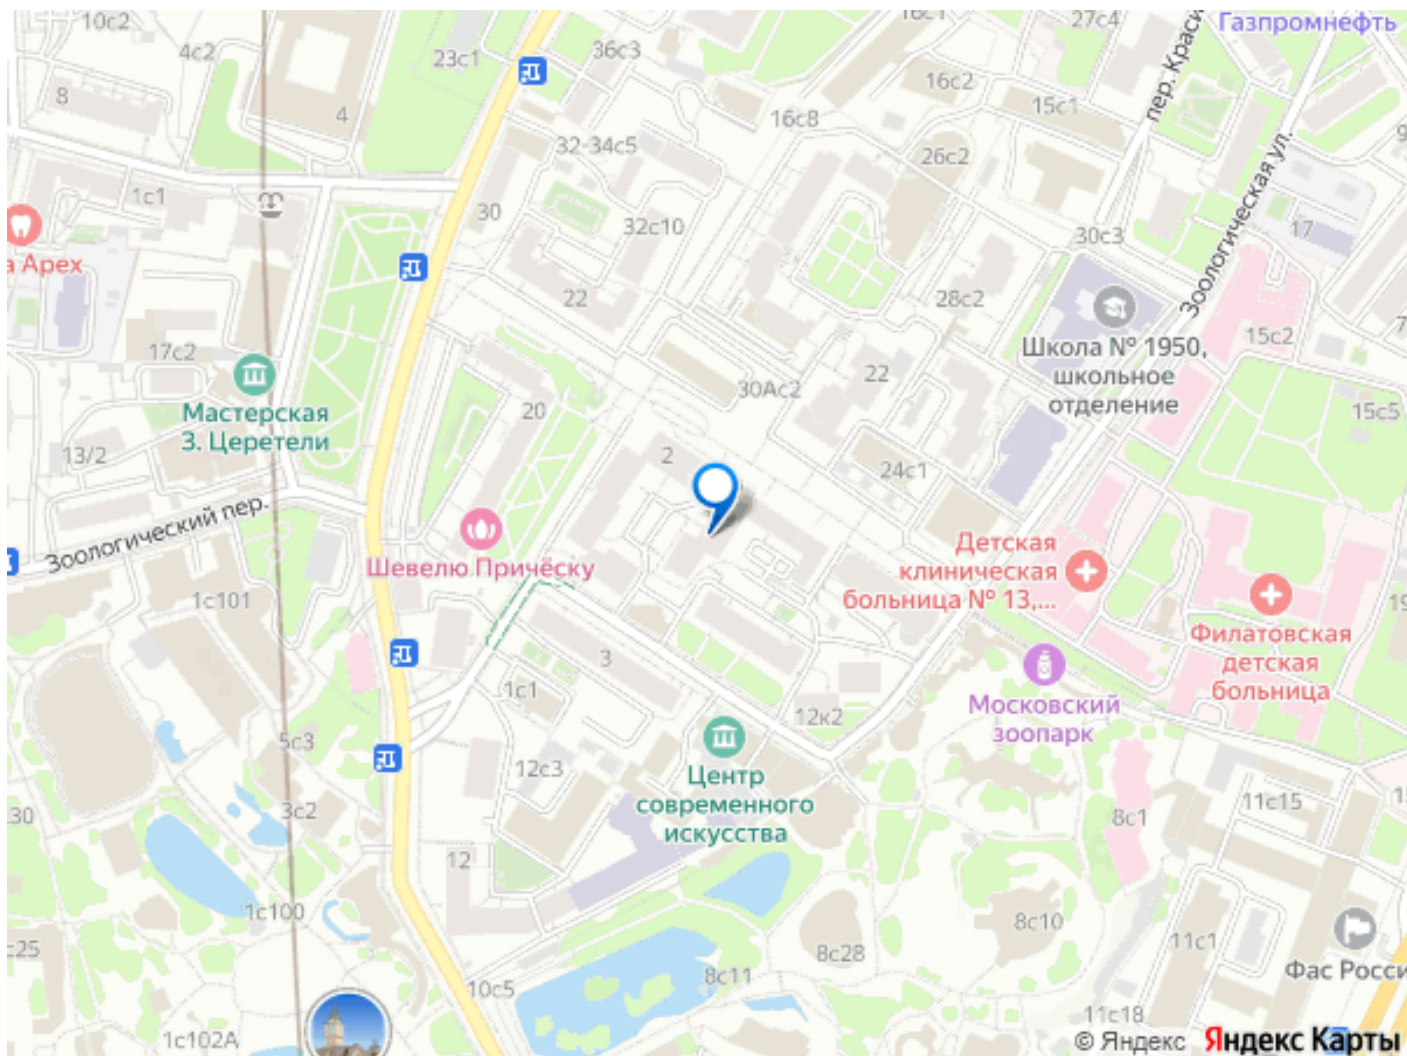 10с2
4с2
23с1
36с3
16с1
27с4
Газпромнефть
8
4
16с2
15с1
пер. Краси
16с8
32-34с5
26с2
9
1с1
30
32с10
30с3
17
Зоологическая ул.
а Арех
22
28с2
15с2
7
17с2
Школа № 1950,
школьное
отделение
22
30Ас2
Мастерская
З. Церетели
20
15с5
13/2
2
24с1
Зоологический пер.
Шевелю Причёску
Детская
клиническая
больница № 13,...
1с101
19
Филатовская
детская
больница
3
1с1
Московский
зоопарк
12к2
5с3
12с3
Центр
современного
искусства
3с2
30
8с1
11с15
1
12
1с100
8с10
с25
8с28
11с1
8с11
10с5
Фас Росси
11с18
1с102А
© Яндекс Яндекс Карты